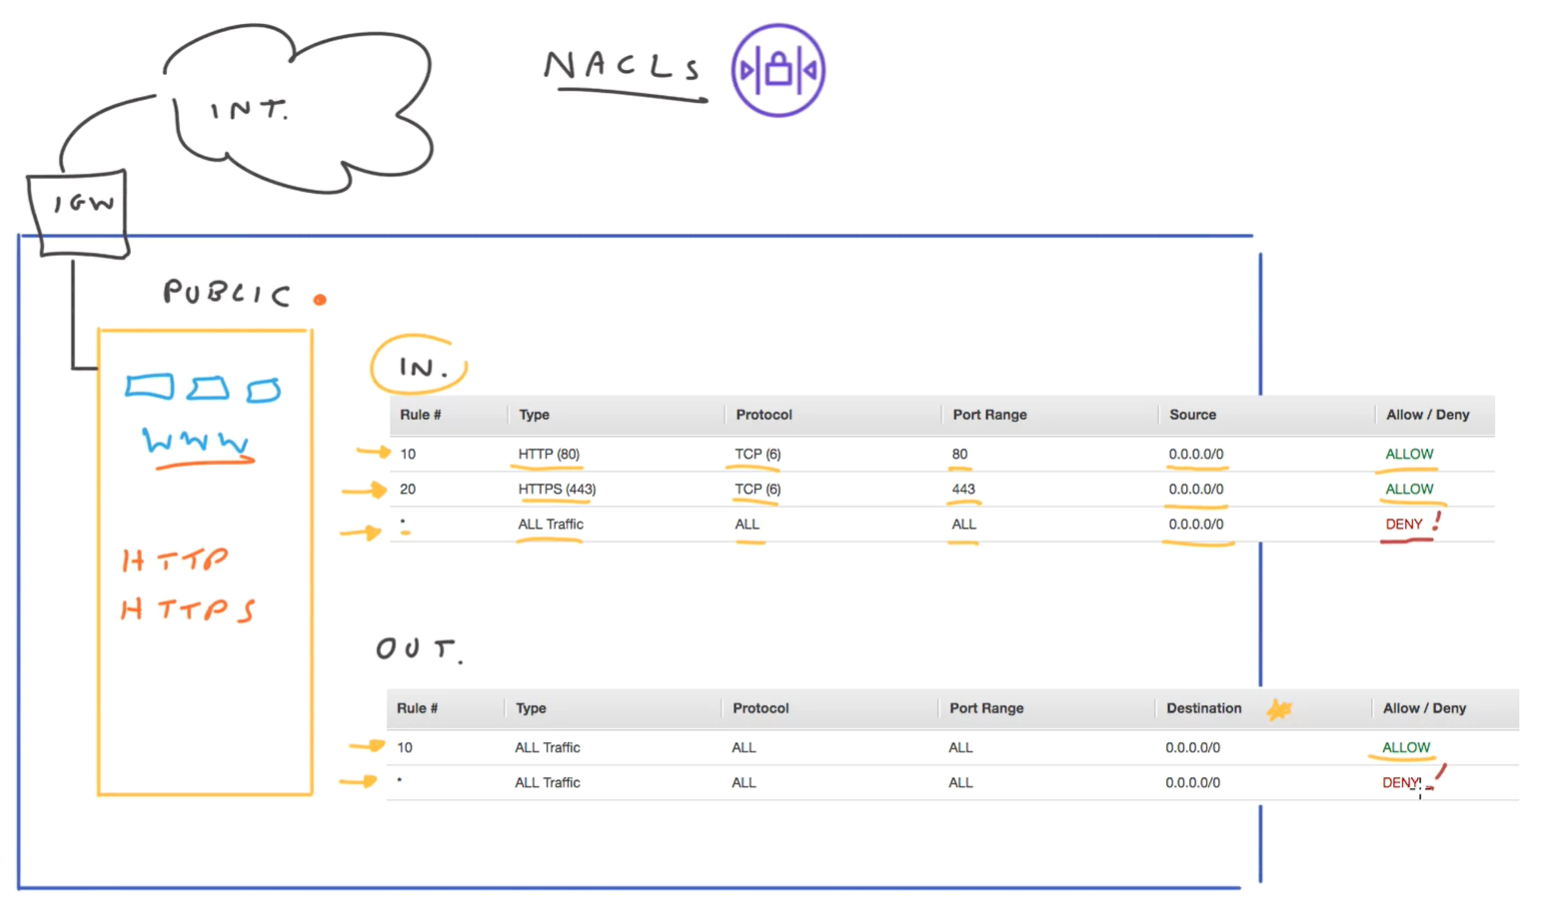 NACLs
INT.
IGW
PUBLIC
WWW
HTTP
HTTPS
IN.
Rule # Type Protocol Port Range Source Allow / Deny
10 HTTP (80) TCP (6) 80 0.0.0.0/0 ALLOW
20 HTTPS (443) TCP (6) 443 0.0.0.0/0 ALLOW
* ALL Traffic ALL ALL 0.0.0.0/0 DENY !
OUT.
Rule # Type Protocol Port Range Destination Allow / Deny
10 ALL Traffic ALL ALL 0.0.0.0/0 ALLOW
* ALL Traffic ALL ALL 0.0.0.0/0 DENY